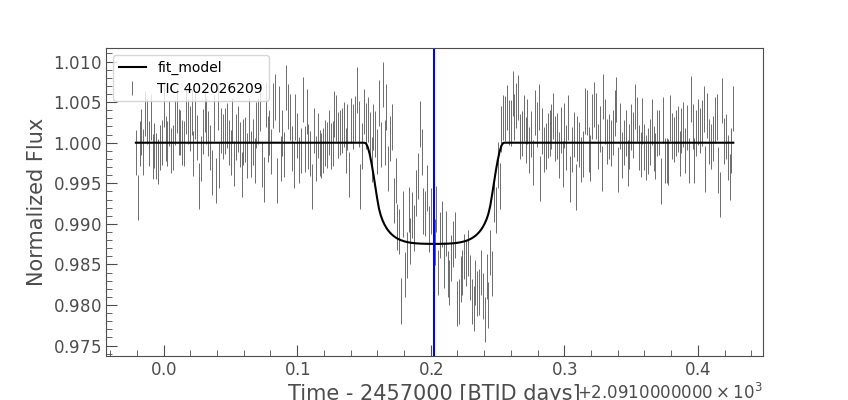 fit_model
TIC 402026209
1.010
1.005
1.000
0.995
0.990
0.985
0.980
0.975
Normalized Flux
0.0 0.1 0.2 0.3 0.4
Time - 2457000 [BTJD days]
+2.0910000000 × 10³